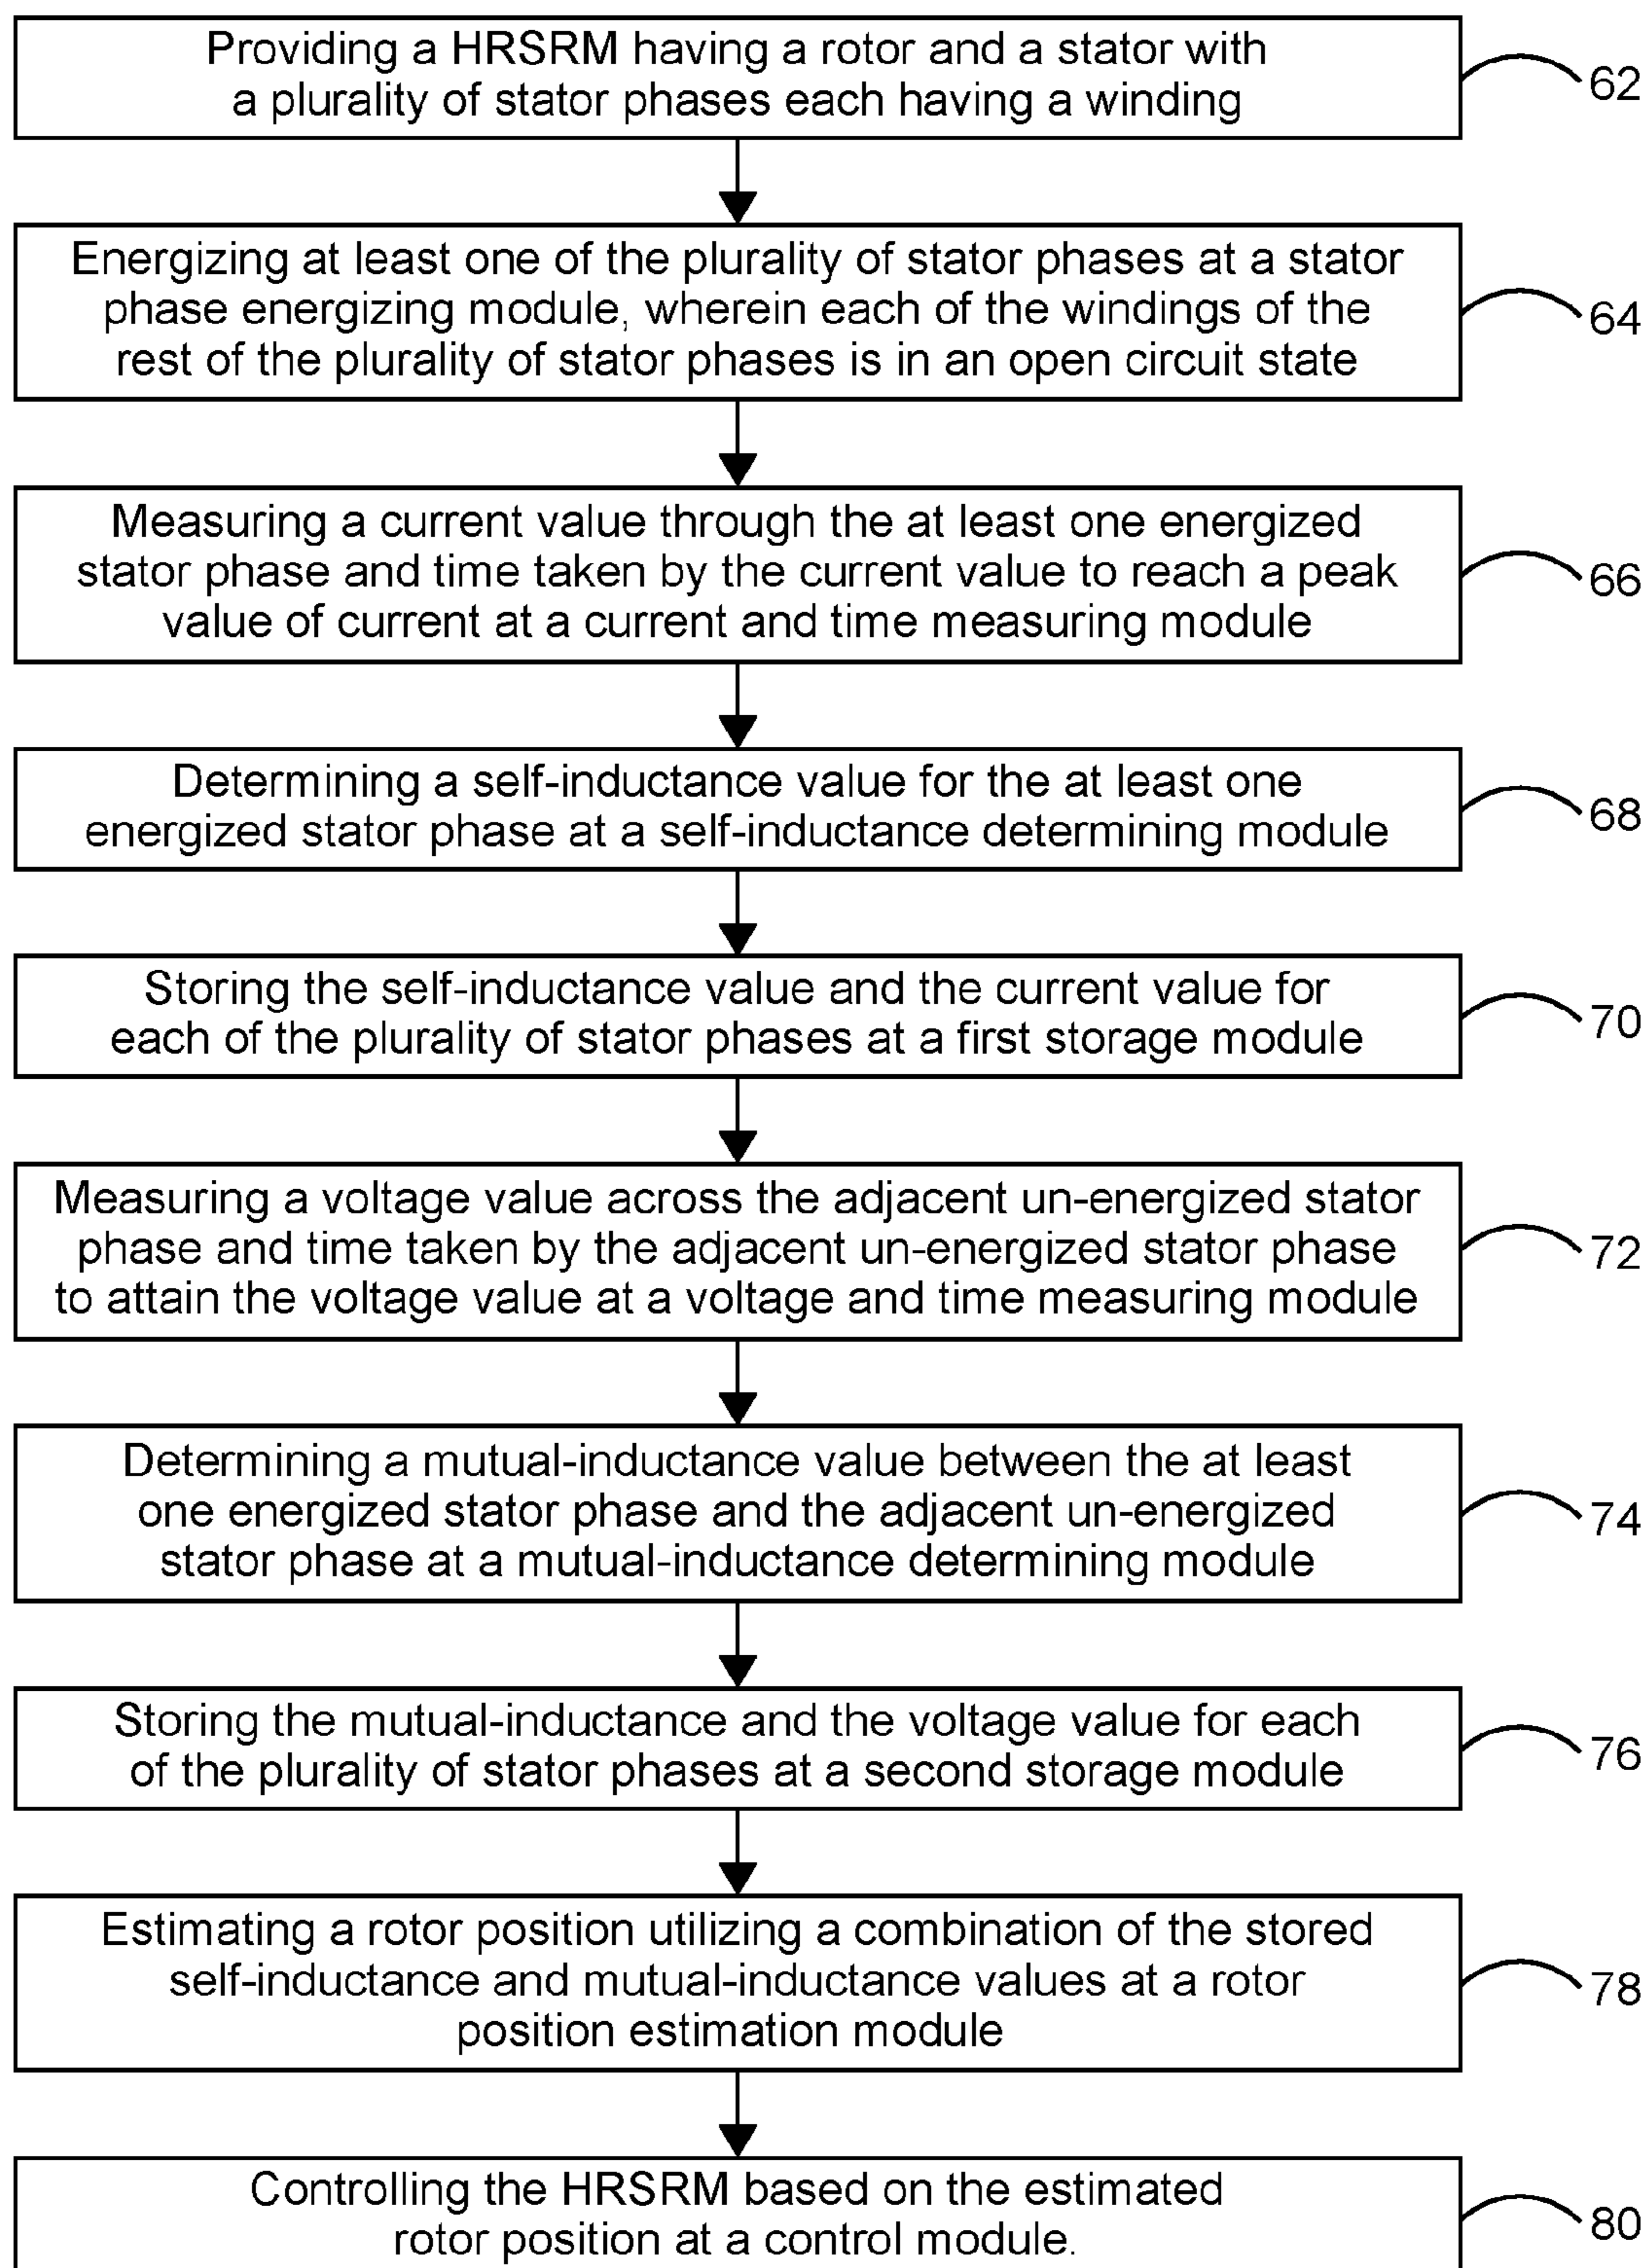 Providing a HRSRM having a rotor and a stator with
a plurality of stator phases each having a winding
62
Energizing at least one of the plurality of stator phases at a stator
phase energizing module, wherein each of the windings of the
rest of the plurality of stator phases is in an open circuit state
64
Measuring a current value through the at least one energized
stator phase and time taken by the current value to reach a peak
value of current at a current and time measuring module
66
Determining a self-inductance value for the at least one
energized stator phase at a self-inductance determining module
68
Storing the self-inductance value and the current value for
each of the plurality of stator phases at a first storage module
70
Measuring a voltage value across the adjacent un-energized stator
phase and time taken by the adjacent un-energized stator phase
to attain the voltage value at a voltage and time measuring module
72
Determining a mutual-inductance value between the at least
one energized stator phase and the adjacent un-energized
stator phase at a mutual-inductance determining module
74
Storing the mutual-inductance and the voltage value for each
of the plurality of stator phases at a second storage module
76
Estimating a rotor position utilizing a combination of the stored
self-inductance and mutual-inductance values at a rotor
position estimation module
78
Controlling the HRSRM based on the estimated
rotor position at a control module.
80